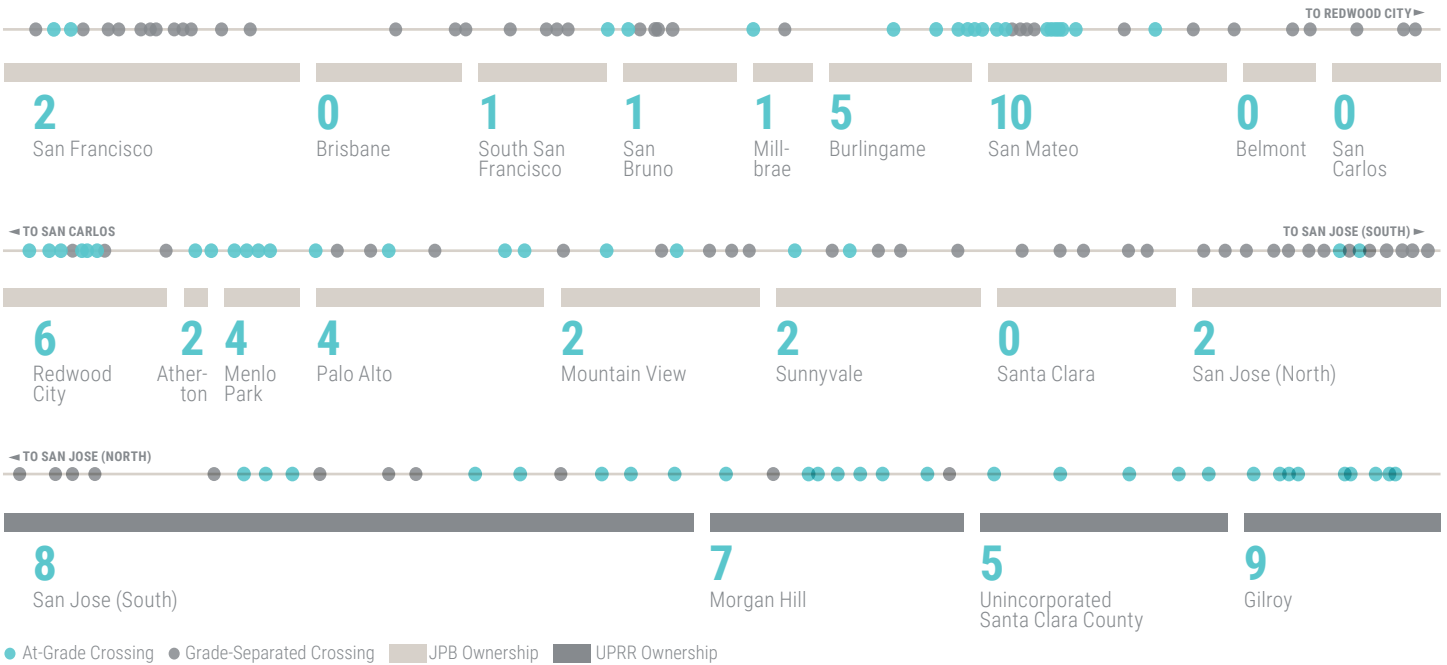 TO REDWOOD CITY ►
2
San Francisco
0
Brisbane
1
South San
Francisco
1
San
Bruno
1
Mill-
brae
5
Burlingame
10
San Mateo
0
Belmont
0
San
Carlos
◄ TO SAN CARLOS
TO SAN JOSE (SOUTH) ►
6
Redwood
City
2
Ather-
ton
4
Menlo
Park
4
Palo Alto
2
Mountain View
2
Sunnyvale
0
Santa Clara
2
San Jose (North)
◄ TO SAN JOSE (NORTH)
8
San Jose (South)
7
Morgan Hill
5
Unincorporated
Santa Clara County
9
Gilroy
At-Grade Crossing Grade-Separated Crossing JPB Ownership UPRR Ownership